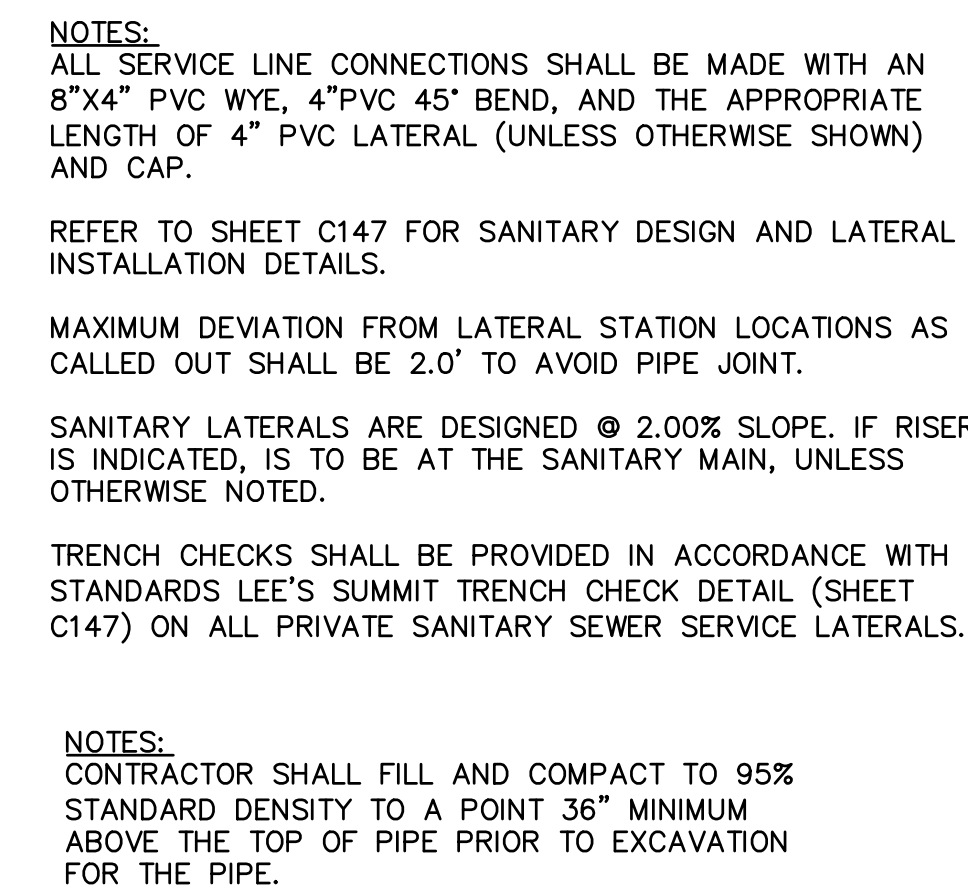 NOTES:
ALL SERVICE LINE CONNECTIONS SHALL BE MADE WITH AN
8”X4” PVC WYE, 4”PVC 45° BEND, AND THE APPROPRIATE
LENGTH OF 4” PVC LATERAL (UNLESS OTHERWISE SHOWN)
AND CAP.
REFER TO SHEET C147 FOR SANITARY DESIGN AND LATERAL
INSTALLATION DETAILS.
MAXIMUM DEVIATION FROM LATERAL STATION LOCATIONS AS
CALLED OUT SHALL BE 2.0’ TO AVOID PIPE JOINT.
SANITARY LATERALS ARE DESIGNED @ 2.00% SLOPE. IF RISER
IS INDICATED, IS TO BE AT THE SANITARY MAIN, UNLESS
OTHERWISE NOTED.
TRENCH CHECKS SHALL BE PROVIDED IN ACCORDANCE WITH
STANDARDS LEE’S SUMMIT TRENCH CHECK DETAIL (SHEET
C147) ON ALL PRIVATE SANITARY SEWER SERVICE LATERALS.
NOTES:
CONTRACTOR SHALL FILL AND COMPACT TO 95%
STANDARD DENSITY TO A POINT 36” MINIMUM
ABOVE THE TOP OF PIPE PRIOR TO EXCAVATION
FOR THE PIPE.